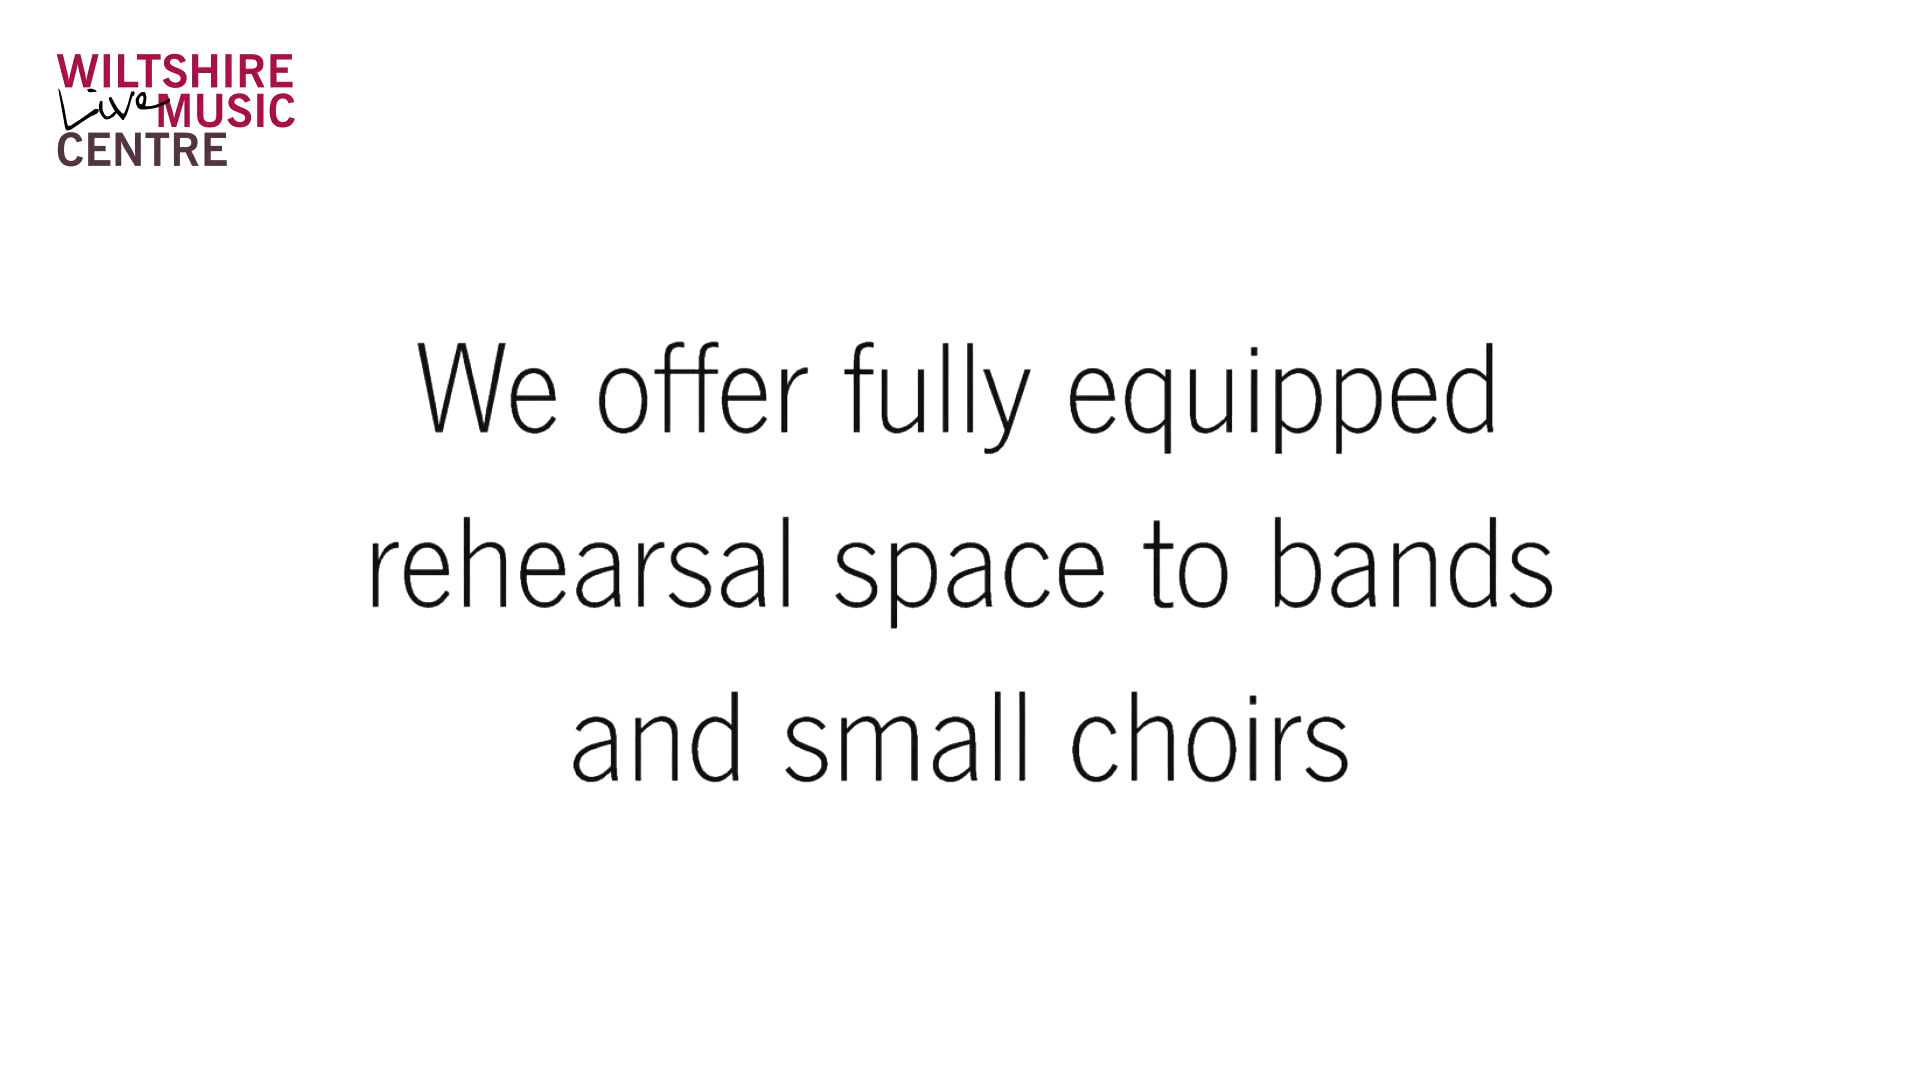 WILTSHIRE
Live MUSIC
CENTRE
We offer fully equipped
rehearsal space to bands
and small choirs